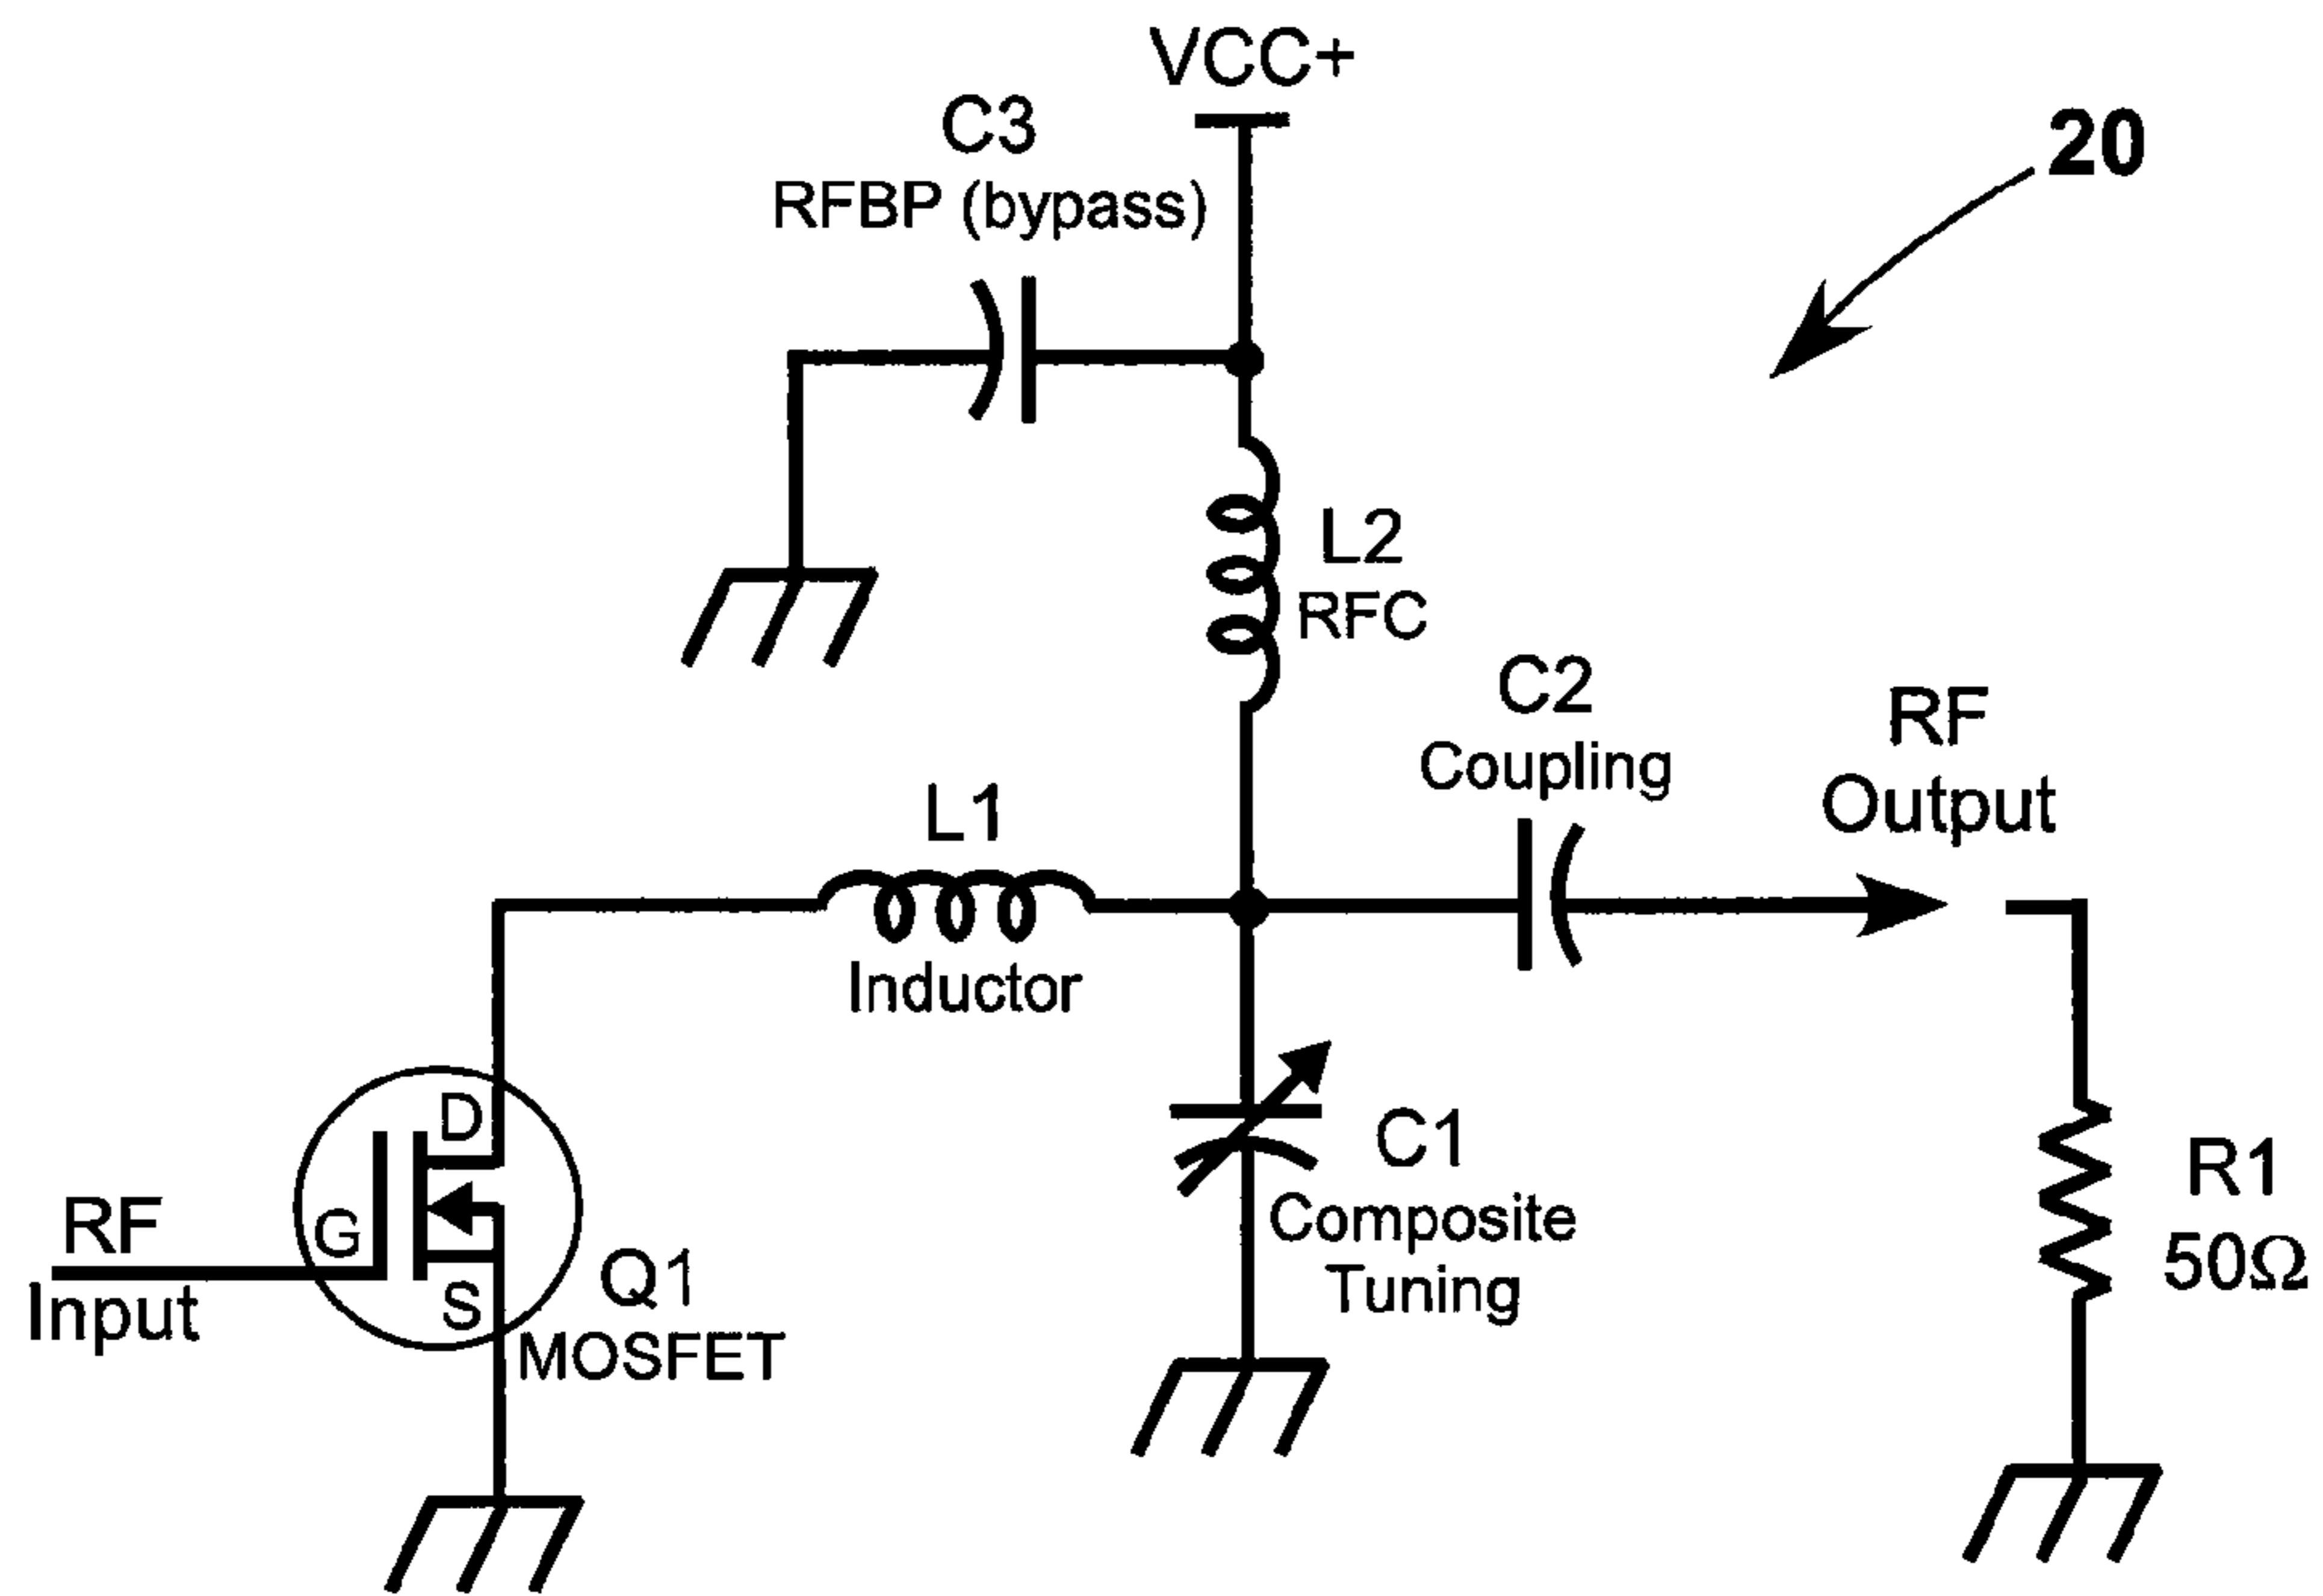 VCC+
C3
RFBP (bypass)
20
L2
RFC
C2
Coupling
RF
Output
L1
Inductor
D
G
S
RF
Input
Q1
MOSFET
C1
Composite
Tuning
R1
50Ω